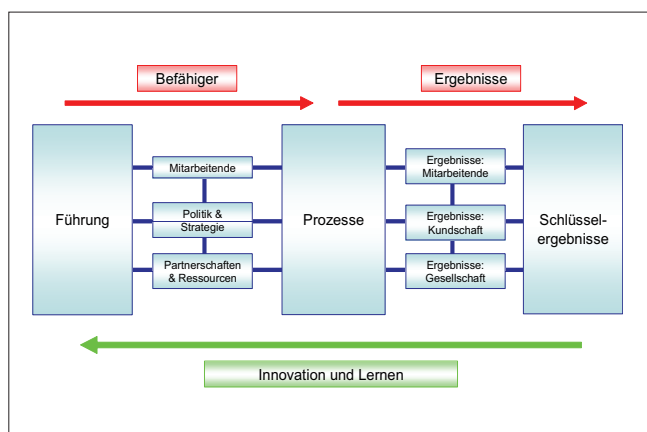 Befähiger
Ergebnisse
Führung
Mitarbeitende
Politik &
Strategie
Partnerschaften
& Ressourcen
Prozesse
Ergebnisse:
Mitarbeitende
Ergebnisse:
Kundschaft
Ergebnisse:
Gesellschaft
Schlüssel-
ergebnisse
Innovation und Lernen